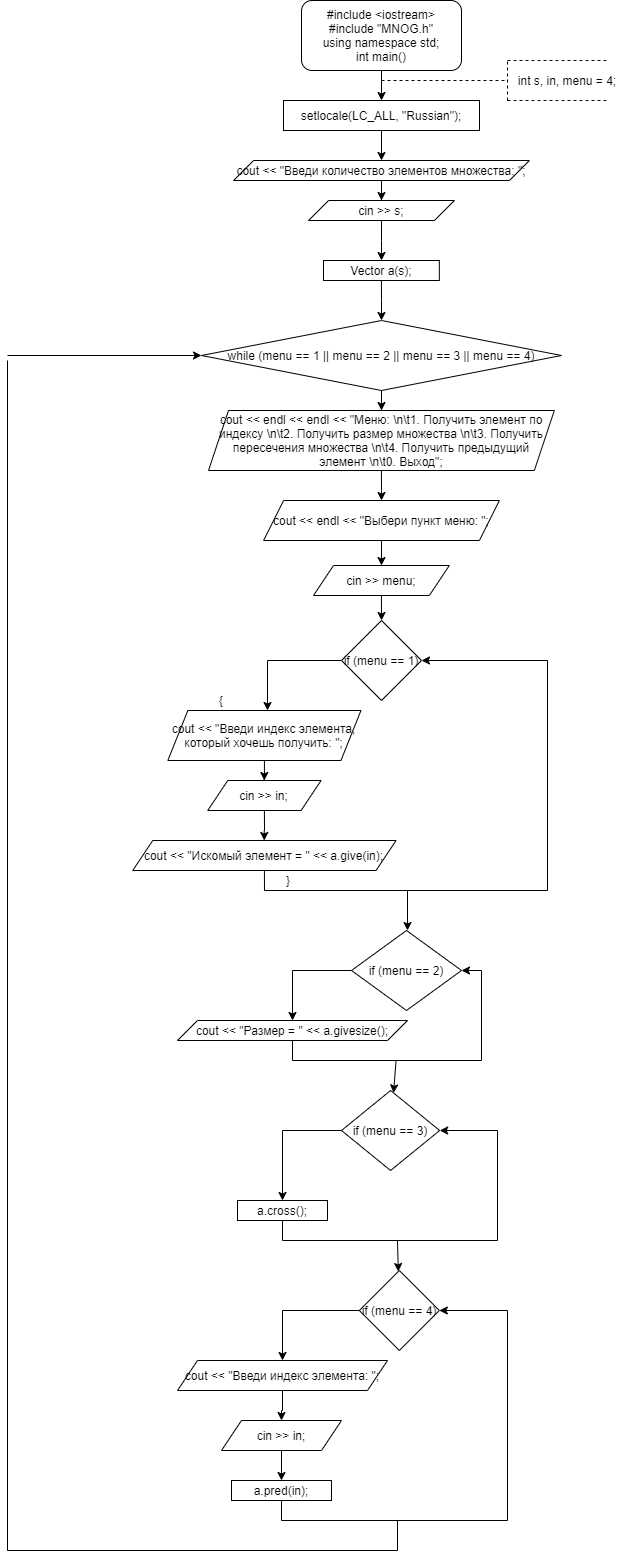 #include <iostream>
#include "MNOG.h"
using namespace std;
int main()
int s, in, menu = 4;
setlocale(LC_ALL, "Russian");
cout << "Введи количество элементов множества: ";
cin >> s;
Vector a(s);
while (menu == 1 || menu == 2 || menu == 3 || menu == 4)
cout << endl << endl << "Меню: \n\t1. Получить элемент по
индексу \n\t2. Получить размер множества \n\t3. Получить
пересечения множества \n\t4. Получить предыдущий
элемент \n\t0. Выход";
cout << endl << "Выбери пункт меню: ";
cin >> menu;
if (menu == 1)
{
cout << "Введи индекс элемента,
который хочешь получить: ";
cin >> in;
cout << "Искомый элемент = " << a.give(in);
}
if (menu == 2)
cout << "Размер = " << a.givesize();
if (menu == 3)
a.cross();
if (menu == 4)
cout << "Введи индекс элемента: ";
cin >> in;
a.pred(in);